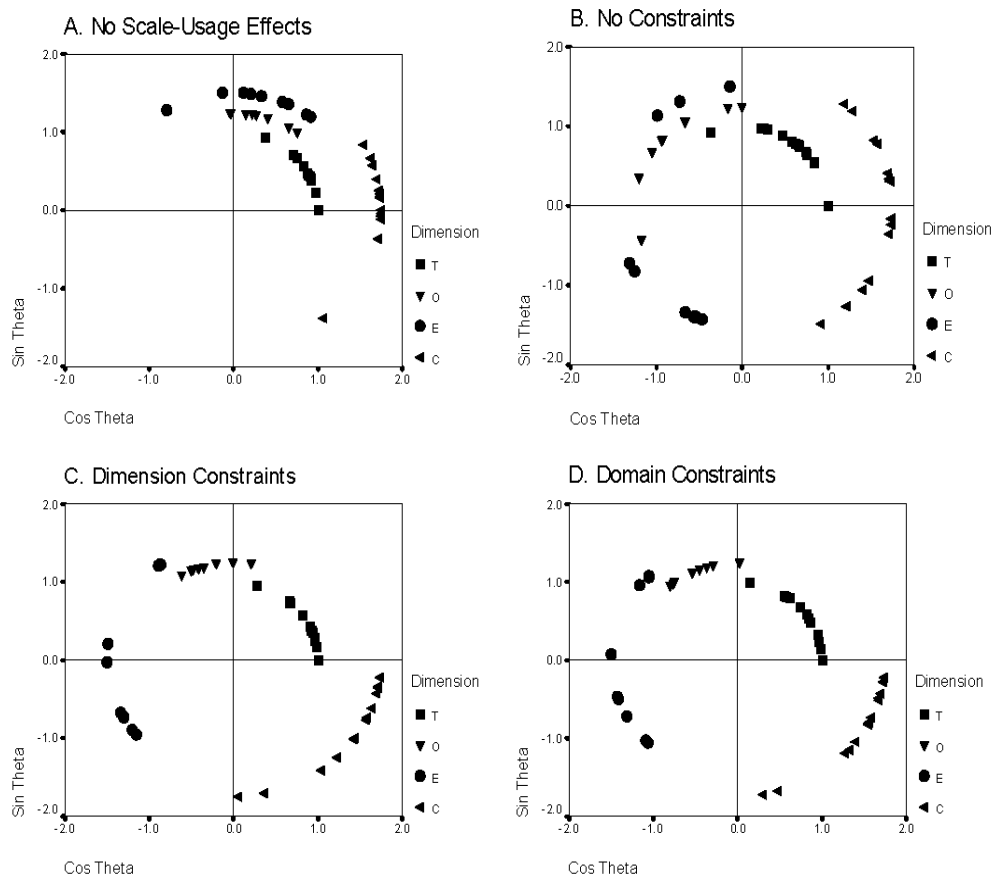 A. No Scale-Usage Effects
2.0
1.0
0.0
-1.0
-2.0
Sin Theta
-2.0 -1.0 0.0 1.0 2.0
Cos Theta
Dimension
T
O
E
C
B. No Constraints
2.0
1.0
0.0
-1.0
-2.0
Sin Theta
-2.0 -1.0 0.0 1.0 2.0
Cos Theta
Dimension
T
O
E
C
C. Dimension Constraints
2.0
1.0
0.0
-1.0
-2.0
Sin Theta
-2.0 -1.0 0.0 1.0 2.0
Cos Theta
Dimension
T
O
E
C
D. Domain Constraints
2.0
1.0
0.0
-1.0
-2.0
Sin Theta
-2.0 -1.0 0.0 1.0 2.0
Cos Theta
Dimension
T
O
E
C